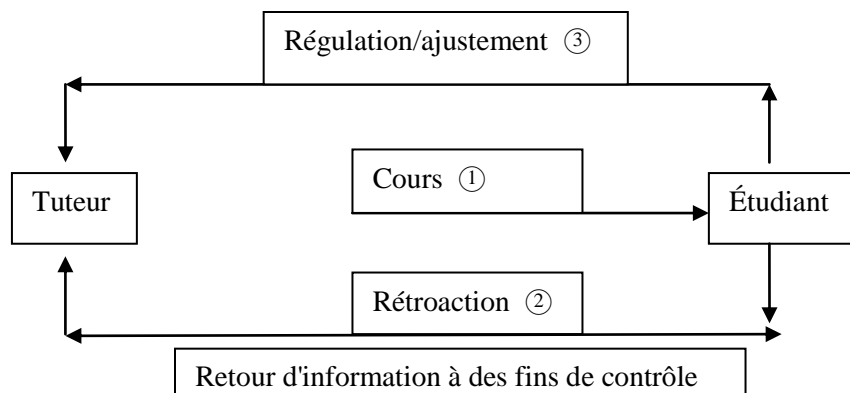 Régulation/ajustement ③
Cours ①
Tuteur
Étudiant
Rétroaction ②
Retour d'information à des fins de contrôle